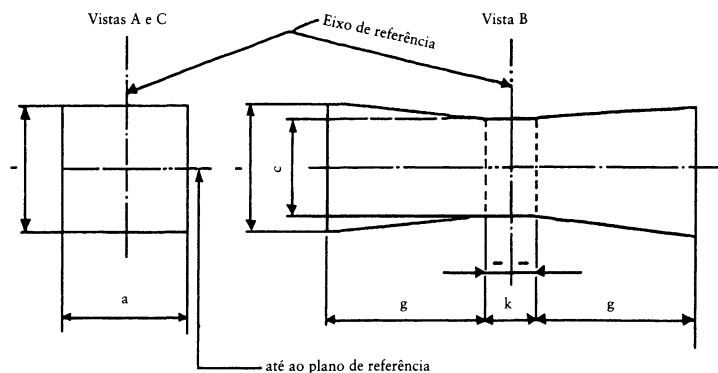 Vistas A e C
Eixo de referência
Vista B
c
a
g
k
g
até ao plano de referência